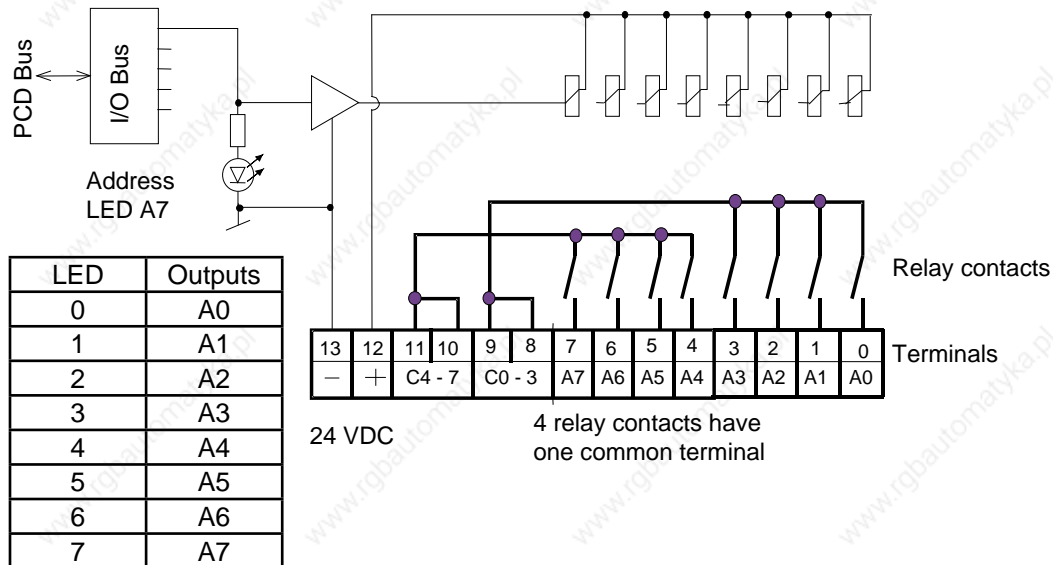 PCD Bus
I/O Bus
Address
LED A7
LED Outputs
0 A0
1 A1
2 A2
3 A3
4 A4
5 A5
6 A6
7 A7
Relay contacts
13 12 11 10 9 8 7 6 5 4 3 2 1 0
Terminals
− + C4 - 7 C0 - 3 A7 A6 A5 A4 A3 A2 A1 A0
24 VDC
4 relay contacts have
one common terminal
www.rgbautomatyka.pl